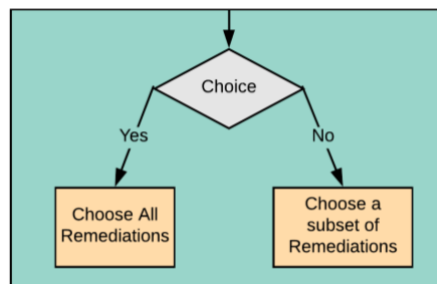 Choice
Yes
No
Choose All
Remediations
Choose a
subset of
Remediations